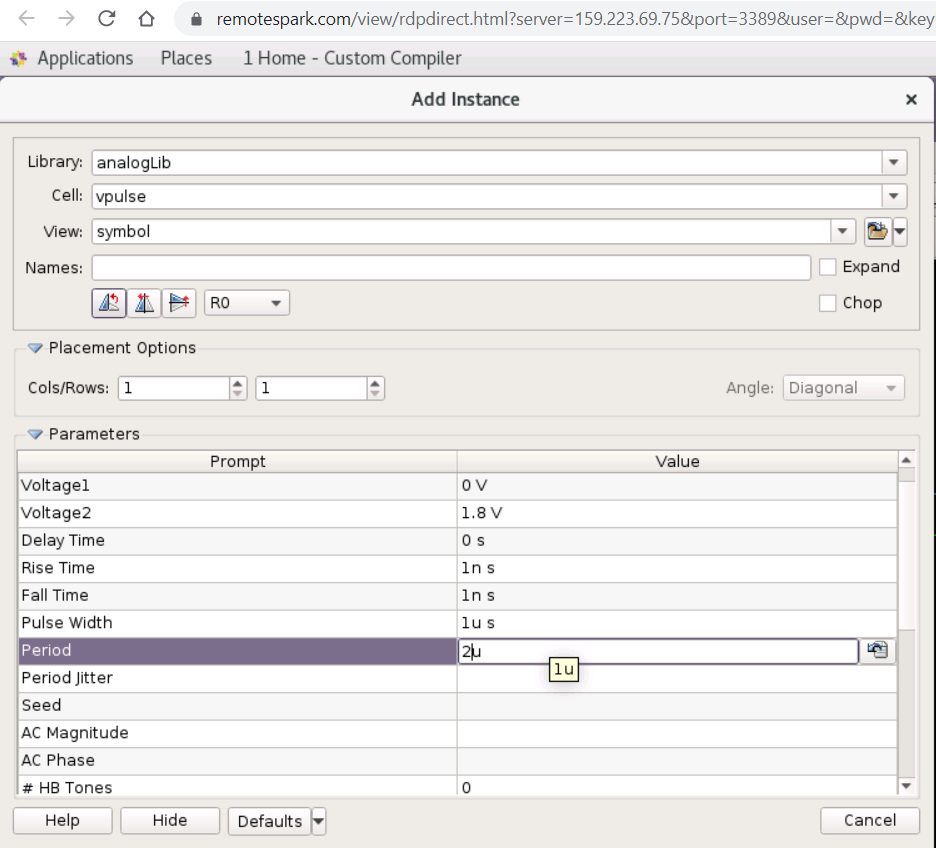 remotespark.com/view/rdpdirect.html?server=159.223.69.75&port=3389&user=&pwd=&key
Applications Places 1 Home - Custom Compiler
Add Instance
Library: analogLib
Cell: vpulse
View: symbol
Names: Expand
R0 Chop
Placement Options
Cols/Rows: 1 1 Angle: Diagonal
Parameters
Prompt Value
Voltage1 0 V
Voltage2 1.8 V
Delay Time 0 s
Rise Time 1n s
Fall Time 1n s
Pulse Width 1u s
Period 2u
1u
Period Jitter
Seed
AC Magnitude
AC Phase
# HB Tones 0
Help Hide Defaults Cancel